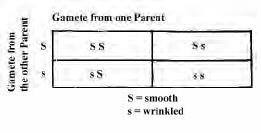 Gamete from one Parent
Gamete from
the other Parent
S
S S
S s
s
s S
s s
S = smooth
s = wrinkled